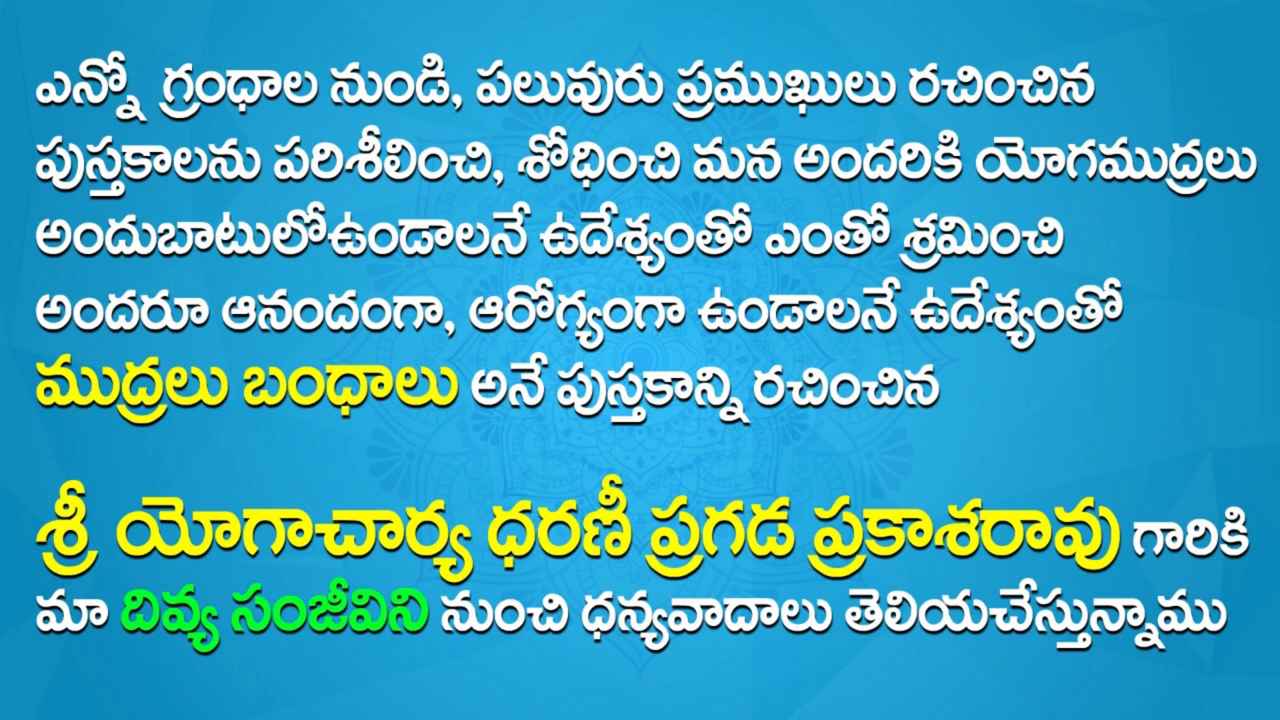 ఎన్నో గ్రంధాల నుండి, పలువురు ప్రముఖులు రచించిన
పుస్తకాలను పరిశీలించి, శోధించి మన అందరికి యోగముద్రలు
అందుబాటులోఉండాలనే ఉదేశ్యంతో ఎంతో శ్రమించి
అందరూ ఆనందంగా, ఆరోగ్యంగా ఉండాలనే ఉదేశ్యంతో
ముద్రలు బంధాలు అనే పుస్తకాన్ని రచించిన
శ్రీ యోగాచార్య ధరణీ ప్రగడ ప్రకాశరావు గారికి
మా దివ్య సంజీవిని నుంచి ధన్యవాదాలు తెలియచేస్తున్నాము